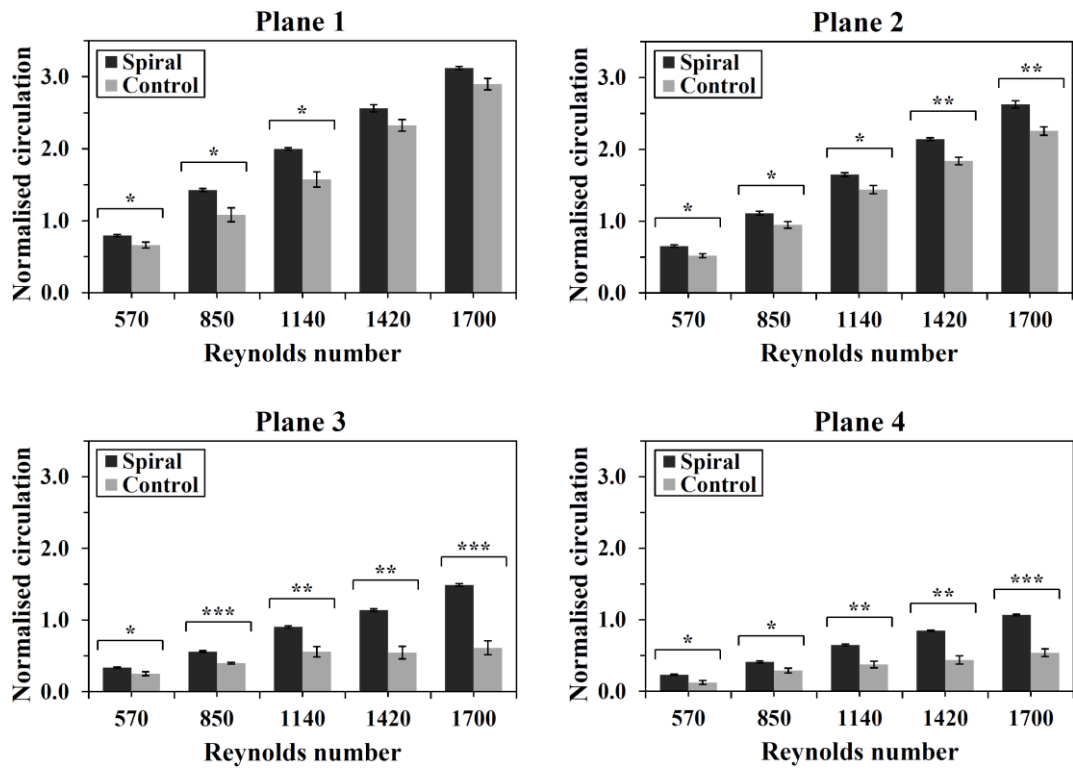 Plane 1
Normalised circulation
3.0
2.0
1.0
0.0
Spiral
Control
*
*
*
570 850 1140 1420 1700
Reynolds number
Plane 2
Normalised circulation
3.0
2.0
1.0
0.0
Spiral
Control
**
**
*
*
*
570 850 1140 1420 1700
Reynolds number
Plane 3
Normalised circulation
3.0
2.0
1.0
0.0
Spiral
Control
***
**
**
***
*
570 850 1140 1420 1700
Reynolds number
Plane 4
Normalised circulation
3.0
2.0
1.0
0.0
Spiral
Control
***
**
**
*
*
570 850 1140 1420 1700
Reynolds number